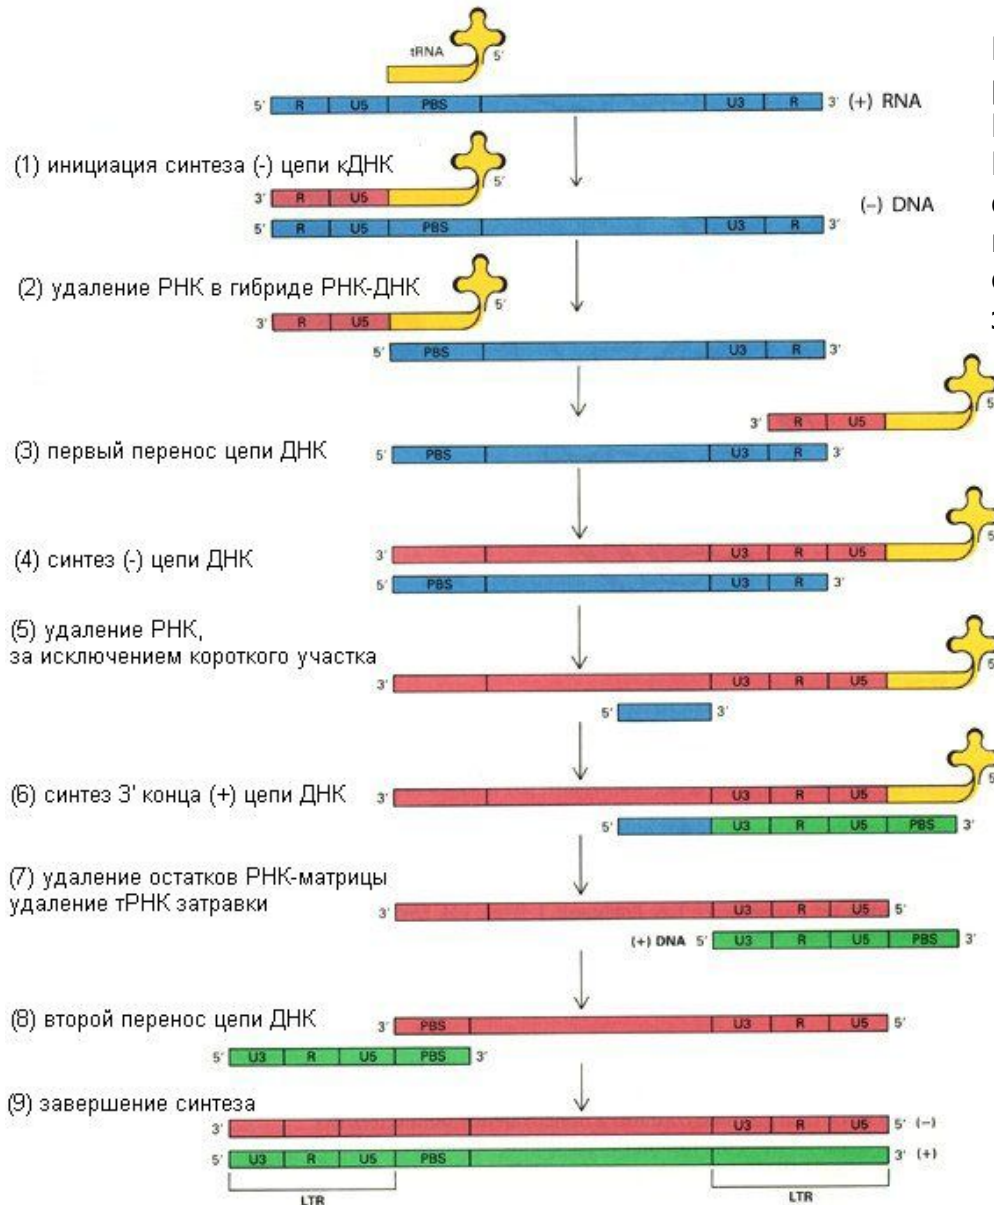 tRNA
5'
5' R U5 PBS U3 R 3' (+) RNA
(1) инициация синтеза (-) цепи кДНК
5'
3' R U5
(-) DNA
5' R U5 PBS U3 R 3'
(2) удаление РНК в гибриде РНК-ДНК
5'
3' R U5
5' PBS U3 R 3'
5'
3' R U5
(3) первый перенос цепи ДНК
5' PBS U3 R 3'
5'
(4) синтез (-) цепи ДНК
3' U3 R U5
5' PBS U3 R 3'
(5) удаление РНК,
за исключением короткого участка
5'
3' U3 R U5
5' 3'
5'
(6) синтез 3' конца (+) цепи ДНК
3' U3 R U5
5' U3 R U5 PBS 3'
(7) удаление остатков РНК-матрицы
удаление тРНК затравки
3' U3 R U5 5'
(+) DNA 5' U3 R U5 PBS 3'
(8) второй перенос цепи ДНК
3' PBS U3 R U5 5'
5' U3 R U5 PBS 3'
(9) завершение синтеза
3' U3 R U5 5' (-)
5' U3 R U5 PBS 3' (+)
LTR LTR